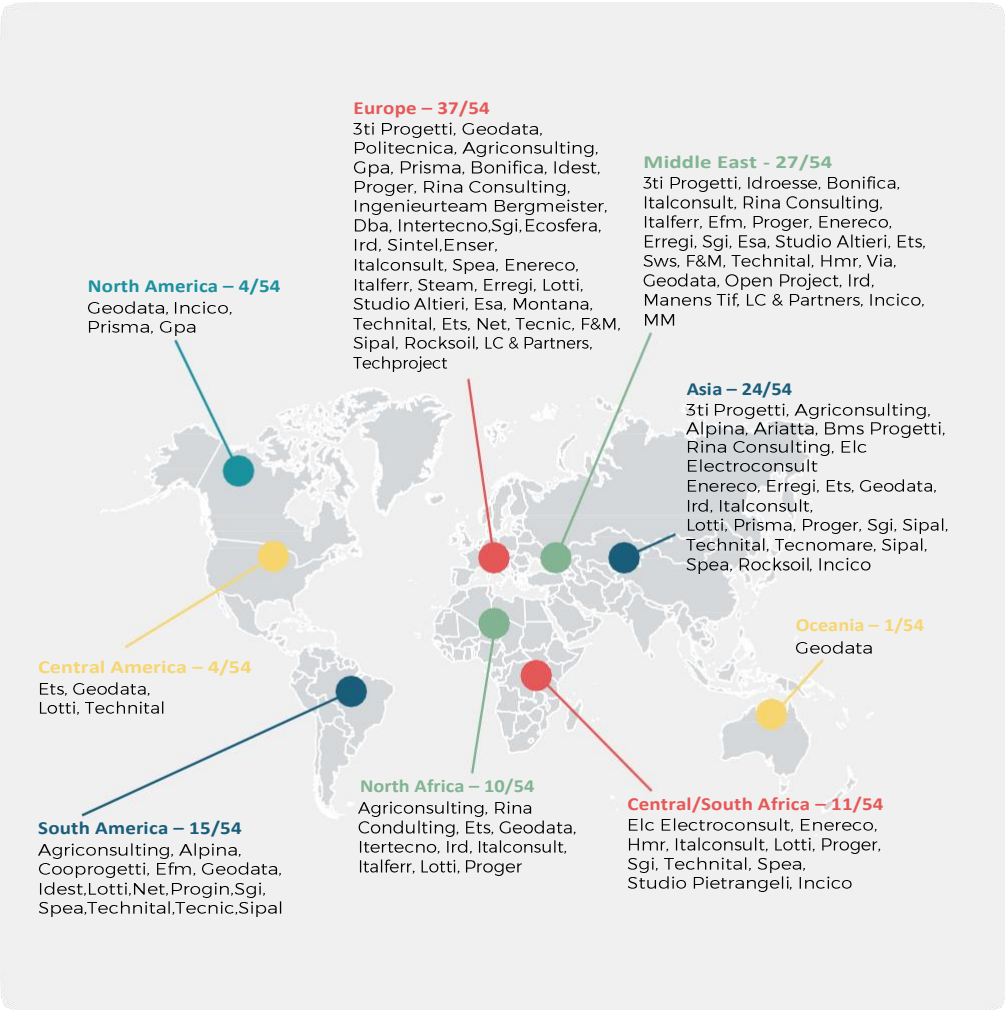 Europe – 37/54
3ti Progetti, Geodata,
Politecnica, Agriconsulting,
Gpa, Prisma, Bonifica, Idest,
Proger, Rina Consulting,
Ingenieurteam Bergmeister,
Dba, Intertecno,Sgi,Ecosfera,
Ird, Sintel,Enser,
Italconsult, Spea, Enereco,
Italferr, Steam, Erregi, Lotti,
Studio Altieri, Esa, Montana,
Technital, Ets, Net, Tecnic, F&M,
Sipal, Rocksoil, LC & Partners,
Techproject
Middle East - 27/54
3ti Progetti, Idroesse, Bonifica,
Italconsult, Rina Consulting,
Italferr, Efm, Proger, Enereco,
Erregi, Sgi, Esa, Studio Altieri, Ets,
Sws, F&M, Technital, Hmr, Via,
Geodata, Open Project, Ird,
Manens Tif, LC & Partners, Incico,
MM
North America – 4/54
Geodata, Incico,
Prisma, Gpa
Asia – 24/54
3ti Progetti, Agriconsulting,
Alpina, Ariatta, Bms Progetti,
Rina Consulting, Elc
Electroconsult
Enereco, Erregi, Ets, Geodata,
Ird, Italconsult,
Lotti, Prisma, Proger, Sgi, Sipal,
Technital, Tecnomare, Sipal,
Spea, Rocksoil, Incico
Oceania – 1/54
Geodata
Central America – 4/54
Ets, Geodata,
Lotti, Technital
North Africa – 10/54
Agriconsulting, Rina
Condulting, Ets, Geodata,
Itertecno, Ird, Italconsult,
Italferr, Lotti, Proger
Central/South Africa – 11/54
Elc Electroconsult, Enereco,
Hmr, Italconsult, Lotti, Proger,
Sgi, Technital, Spea,
Studio Pietrangeli, Incico
South America – 15/54
Agriconsulting, Alpina,
Cooprogetti, Efm, Geodata,
Idest,Lotti,Net,Progin,Sgi,
Spea,Technital,Tecnic,Sipal